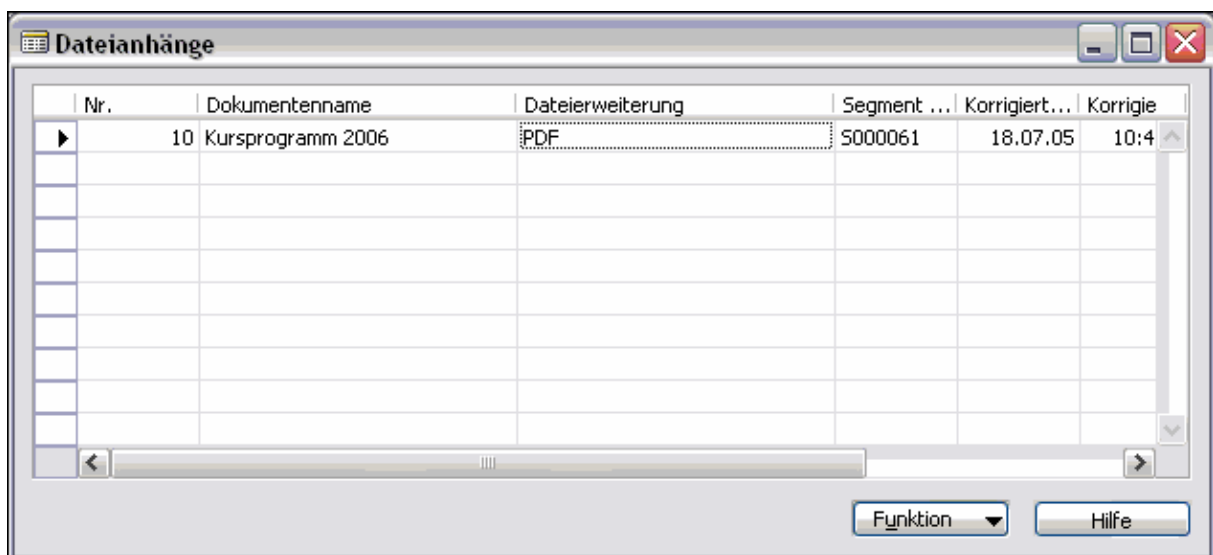 Dateianhänge
Nr. Dokumentenname Dateierweiterung Segment ... Korrigiert... Korrigie
10 Kursprogramm 2006 PDF S000061 18.07.05 10:4
Funktion Hilfe